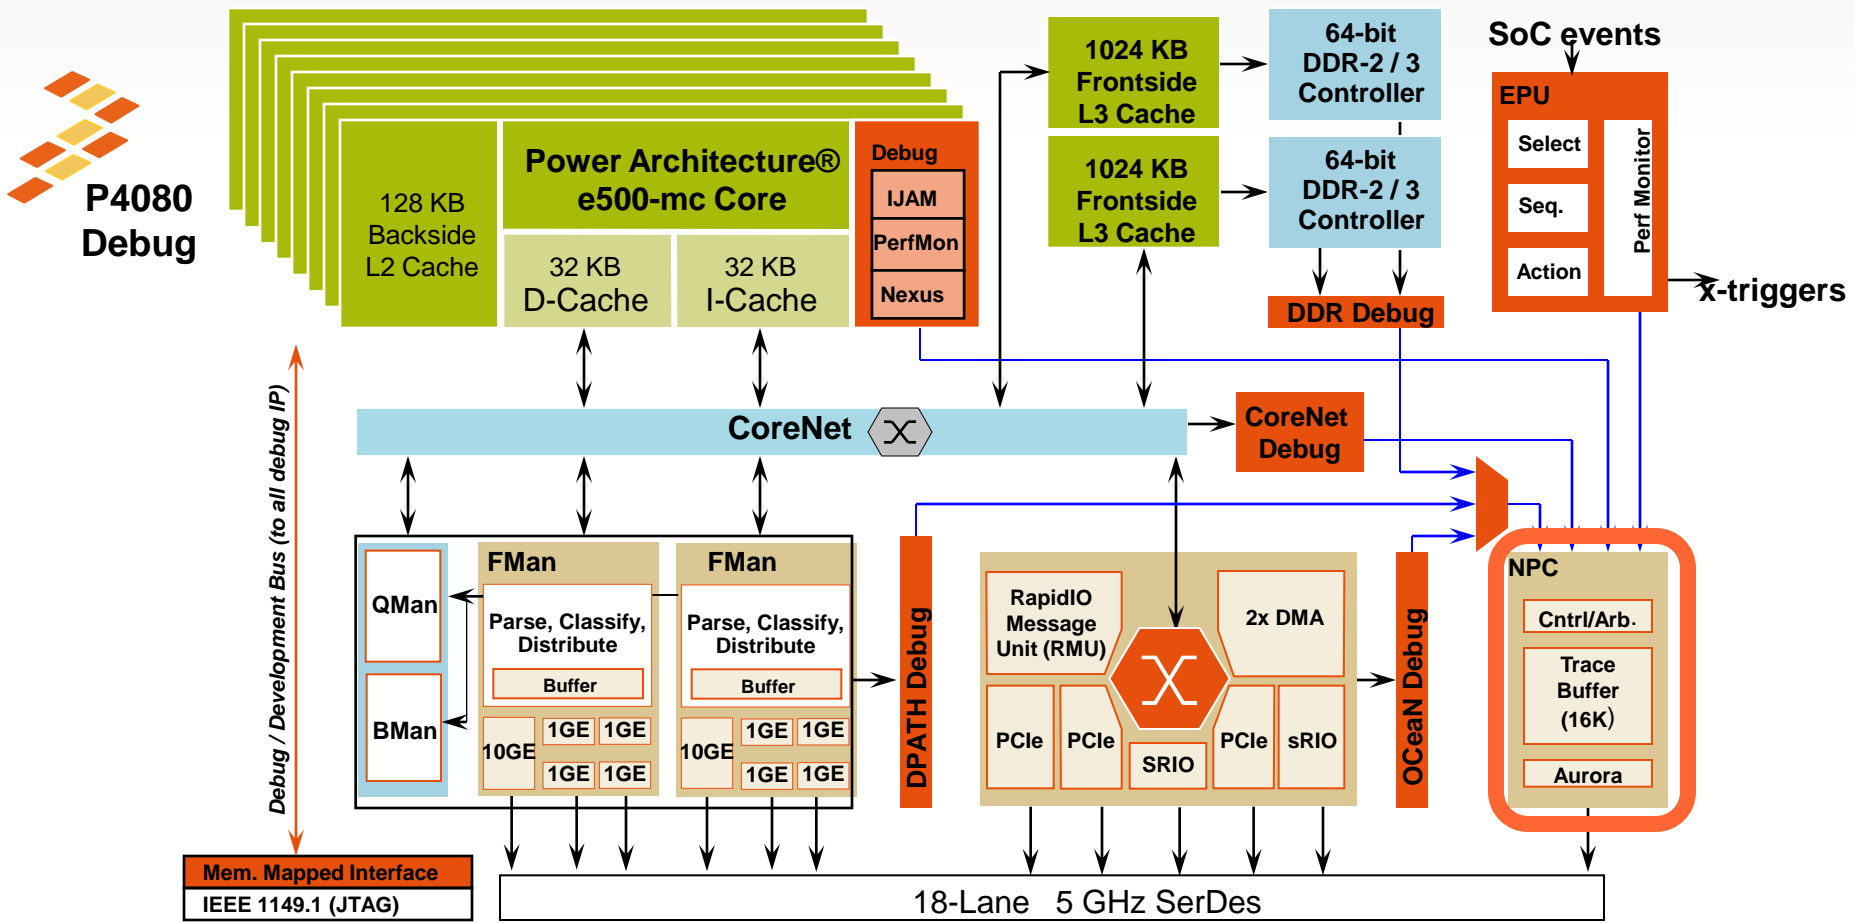 P4080
Debug
128 KB
Backside
L2 Cache
Power Architecture®
e500-mc Core
32 KB
D-Cache
32 KB
I-Cache
Debug
IJAM
PerfMon
Nexus
1024 KB
Frontside
L3 Cache
1024 KB
Frontside
L3 Cache
64-bit
DDR-2 / 3
Controller
64-bit
DDR-2 / 3
Controller
DDR Debug
SoC events
EPU
Select
Seq.
Action
Perf Monitor
x-triggers
Debug / Development Bus (to all debug IP)
CoreNet
CoreNet
Debug
QMan
BMan
FMan
Parse, Classify,
Distribute
Buffer
10GE
1GE
1GE
1GE
1GE
FMan
Parse, Classify,
Distribute
Buffer
10GE
1GE
1GE
1GE
1GE
DPATH Debug
RapidIO
Message
Unit (RMU)
2x DMA
PCIe
PCIe
SRIO
PCIe
sRIO
OCeaN Debug
NPC
Cntrl/Arb.
Trace
Buffer
(16K)
Aurora
Mem. Mapped Interface
IEEE 1149.1 (JTAG)
18-Lane 5 GHz SerDes